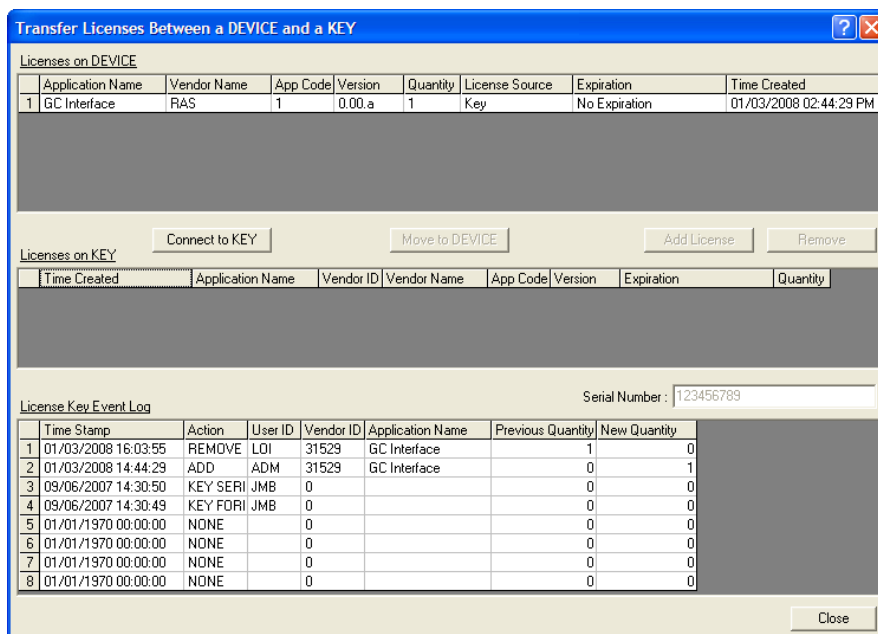 Transfer Licenses Between a DEVICE and a KEY
Licenses on DEVICE
Application Name Vendor Name App Code Version Quantity License Source Expiration Time Created
1 GC Interface RAS 1 0.00.a 1 Key No Expiration 01/03/2008 02:44:29 PM
Connect to KEY Move to DEVICE Add License Remove
Licenses on KEY
Time Created Application Name Vendor ID Vendor Name App Code Version Expiration Quantity
Serial Number : 123456789
License Key Event Log
Time Stamp Action User ID Vendor ID Application Name Previous Quantity New Quantity
1 01/03/2008 16:03:55 REMOVE LOI 31529 GC Interface 1 0
2 01/03/2008 14:44:29 ADD ADM 31529 GC Interface 0 1
3 09/06/2007 14:30:50 KEY SERI JMB 0 0 0
4 09/06/2007 14:30:49 KEY FORI JMB 0 0 0
5 01/01/1970 00:00:00 NONE 0 0 0
6 01/01/1970 00:00:00 NONE 0 0 0
7 01/01/1970 00:00:00 NONE 0 0 0
8 01/01/1970 00:00:00 NONE 0 0 0
Close